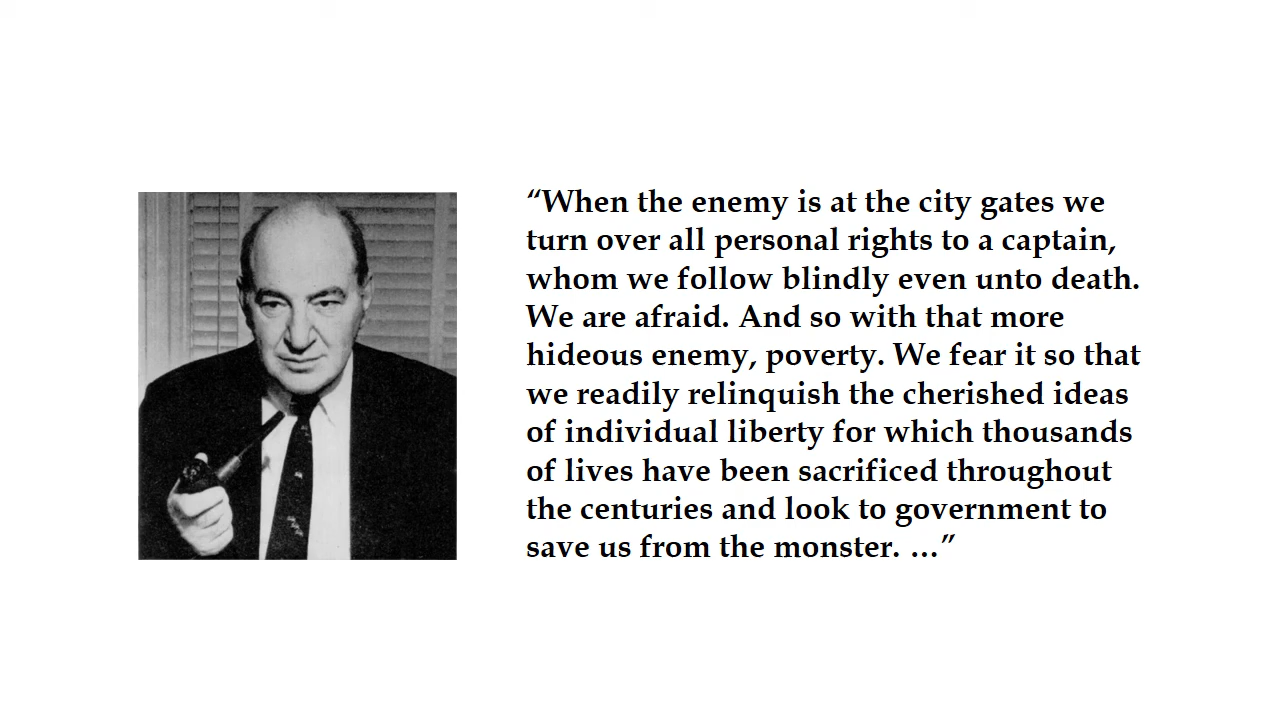 “When the enemy is at the city gates we
turn over all personal rights to a captain,
whom we follow blindly even unto death.
We are afraid. And so with that more
hideous enemy, poverty. We fear it so that
we readily relinquish the cherished ideas
of individual liberty for which thousands
of lives have been sacrificed throughout
the centuries and look to government to
save us from the monster. …”